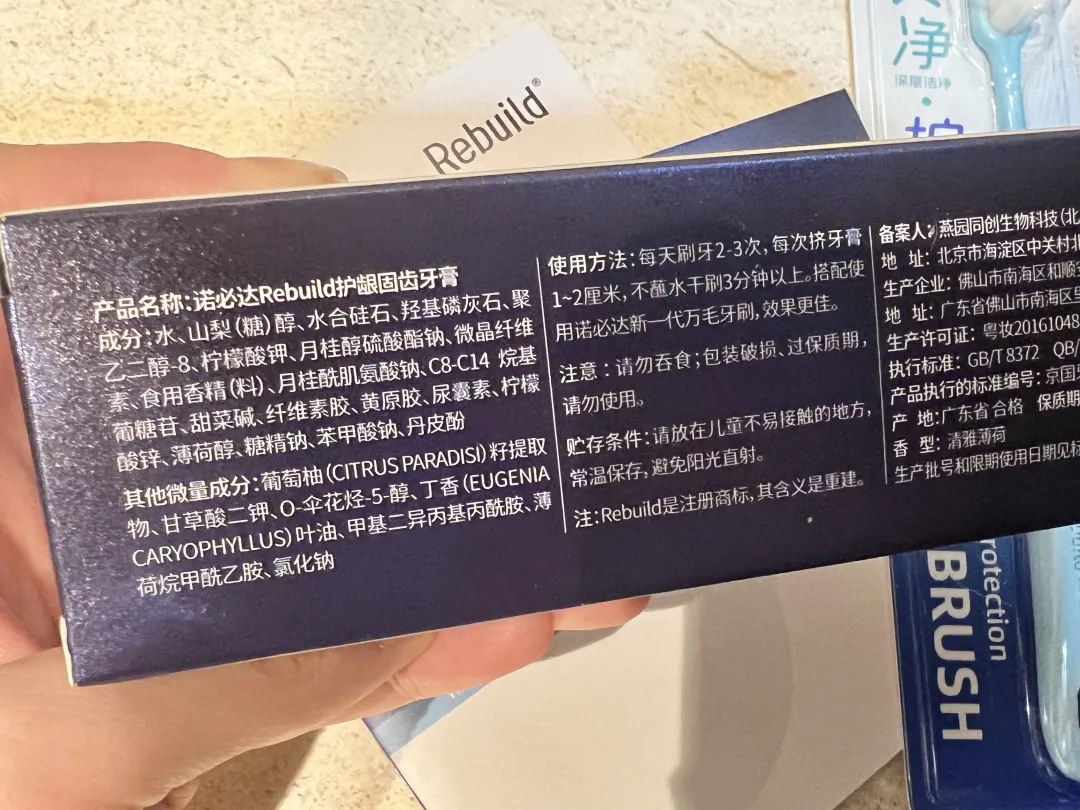 净
深层洁净
Rebuild®
产品名称:诺必达Rebuild护龈固齿牙膏
成分:水、山梨(糖)醇、水合硅石、羟基磷灰石、聚
乙二醇-8、柠檬酸钾、月桂醇硫酸酯钠、微晶纤维
素、食用香精(料)、月桂酰肌氨酸钠、C8-C14 烷基
葡糖苷、甜菜碱、纤维素胶、黄原胶、尿囊素、柠檬
酸锌、薄荷醇、糖精钠、苯甲酸钠、丹皮酚
其他微量成分:葡萄柚(CITRUS PARADISI)籽提取
物、甘草酸二钾、O-伞花烃-5-醇、丁香(EUGENIA
CARYOPHYLLUS)叶油、甲基二异丙基丙酰胺、薄
荷烷甲酰乙胺、氯化钠
使用方法:每天刷牙2-3次,每次挤牙膏
1~2厘米,不蘸水干刷3分钟以上。搭配使
用诺必达新一代万毛牙刷,效果更佳。
注意:请勿吞食;包装破损、过保质期,
请勿使用。
贮存条件:请放在儿童不易接触的地方,
常温保存,避免阳光直射。
注:Rebuild是注册商标,其含义是重建。
备案人:燕园同创生物科技(北
地 址:北京市海淀区中关村北
生产企业:佛山市南海区和顺
地 址:广东省佛山市南海区
生产许可证:粤妆20161048
执行标准:GB/T 8372 QB/
产品执行的标准编号:京国
产 地:广东省 合格 保质期
香 型:清雅薄荷
生产批号和限期使用日期见标
rotection
BRUSH